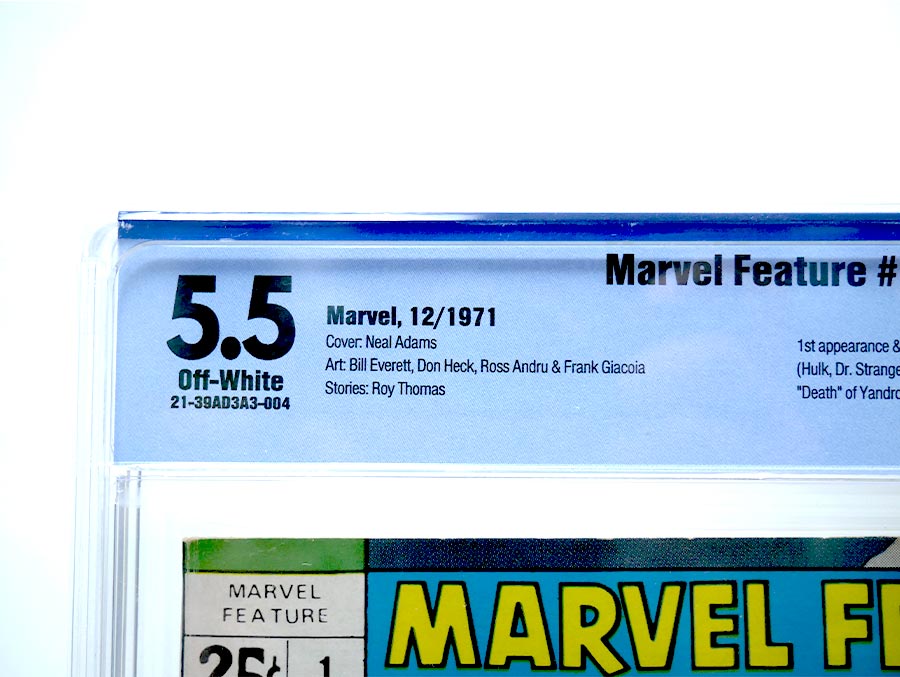 Marvel Feature #
5.5
Off-White
21-39AD3A3-004
Marvel, 12/1971
Cover: Neal Adams
Art: Bill Everett, Don Heck, Ross Andru & Frank Giacoia
Stories: Roy Thomas
1st appearance &
(Hulk, Dr. Strange
"Death" of Yandro
MARVEL
FEATURE
25¢ 1
MARVEL F